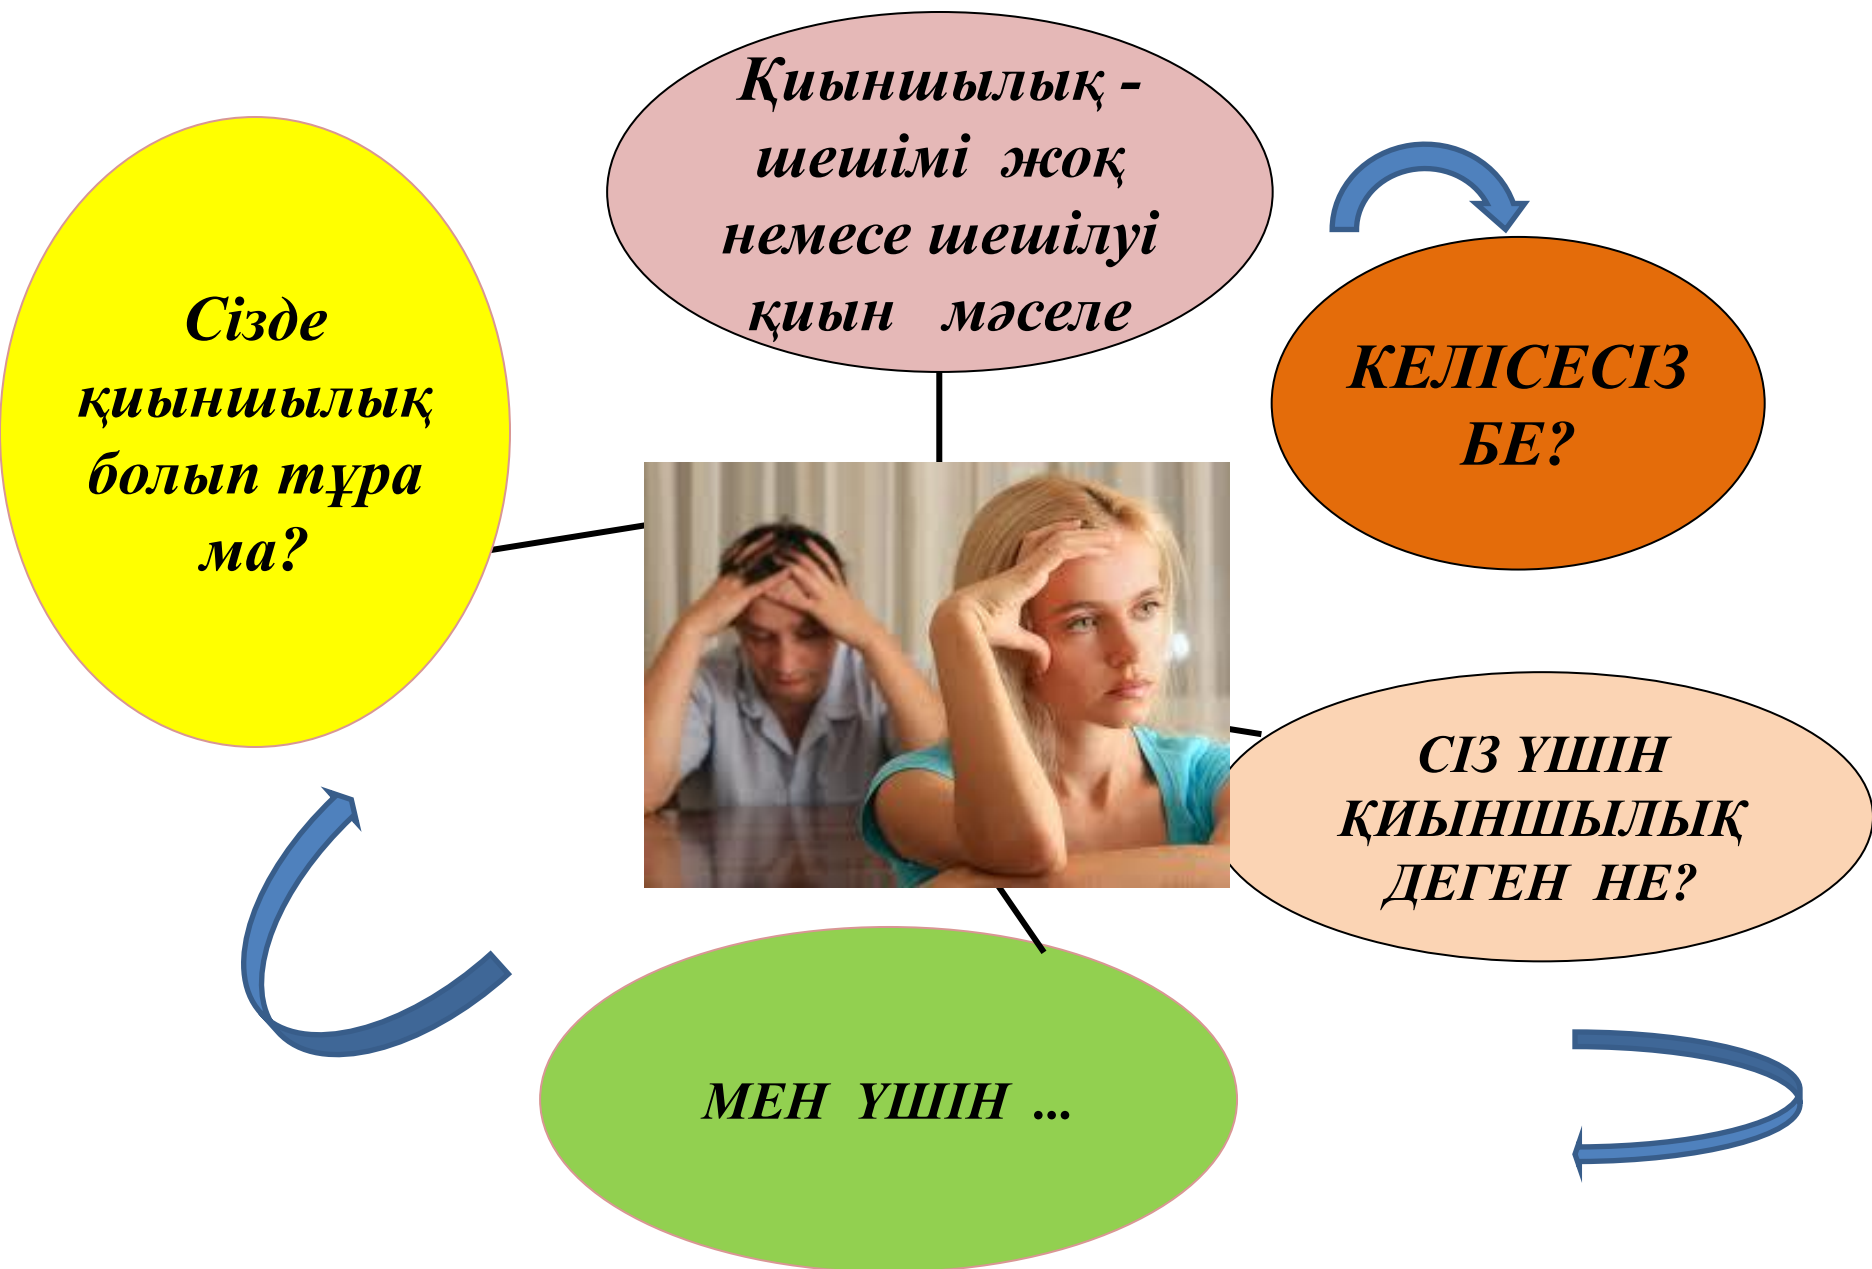 Қиыншылық -
шешімі жоқ
немесе шешілуі
қиын мәселе
КЕЛІСЕСІЗ
БЕ?
СІЗ ҮШІН
ҚИЫНШЫЛЫҚ
ДЕГЕН НЕ?
МЕН ҮШІН ...
Сізде
қиыншылық
болып тұра
ма?